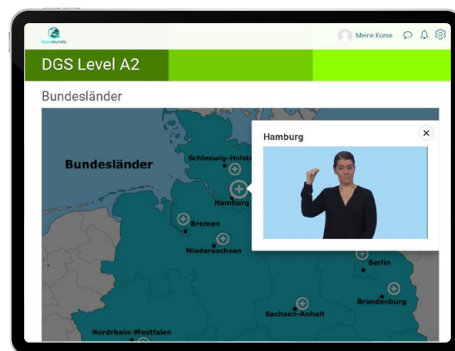 Meine Kurse
DGS Level A2
Bundesländer
Hamburg
Bundesländer
Schleswig-Holst
Hamburg
Bremen
Niedersachsen
Berlin
Brandenburg
Sachsen-Anhalt
Nordrhein-Westfalen